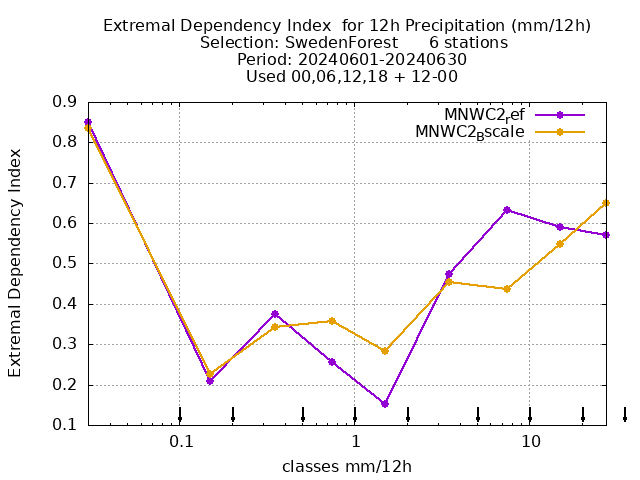 Extremal Dependency Index  for 12h Precipitation (mm/12h)
Selection: SwedenForest      6 stations
Period: 20240601-20240630
Used 00,06,12,18 + 12-00
MNWC2ref
MNWC2Bscale
Extremal Dependency Index
0.9
0.8
0.7
0.6
0.5
0.4
0.3
0.2
0.1
0.1
1
10
classes mm/12h